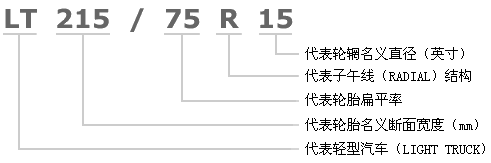 LT 215 / 75 R 15
代表轮辋名义直径（英寸）
代表子午线（RADIAL）结构
代表轮胎扁平率
代表轮胎名义断面宽度（mm）
代表轻型汽车（LIGHT TRUCK）